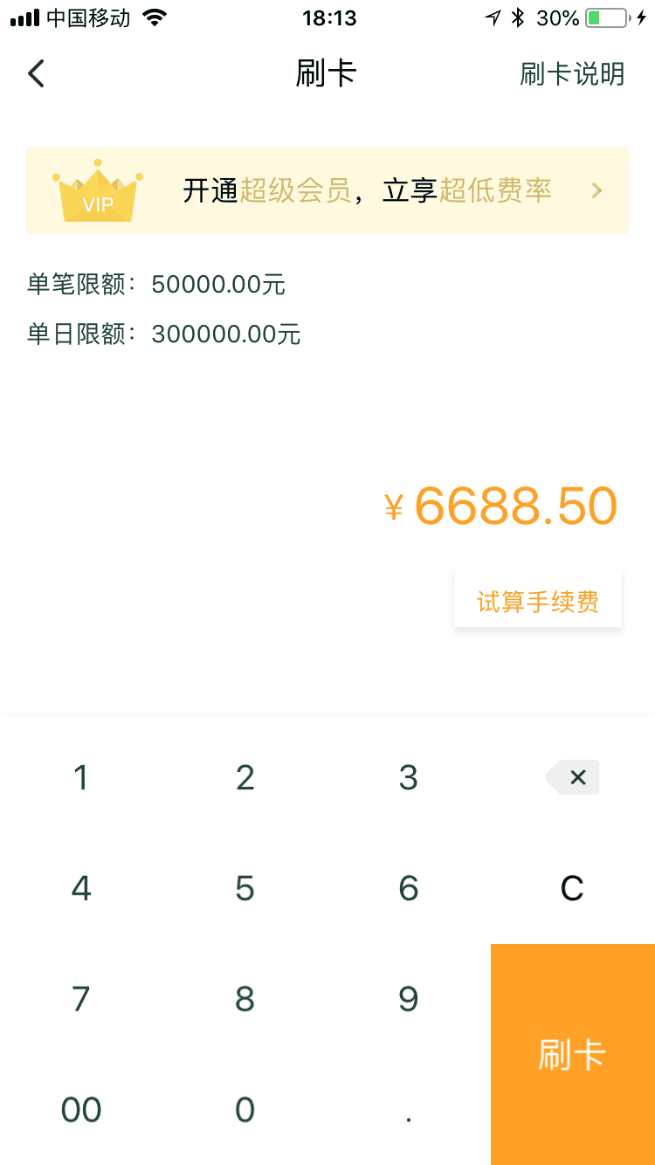 中国移动 18:13 30%
刷卡 刷卡说明
VIP 开通超级会员，立享超低费率
单笔限额：50000.00元
单日限额：300000.00元
¥ 6688.50
试算手续费
1 2 3
4 5 6 C
7 8 9
刷卡
00 0 .